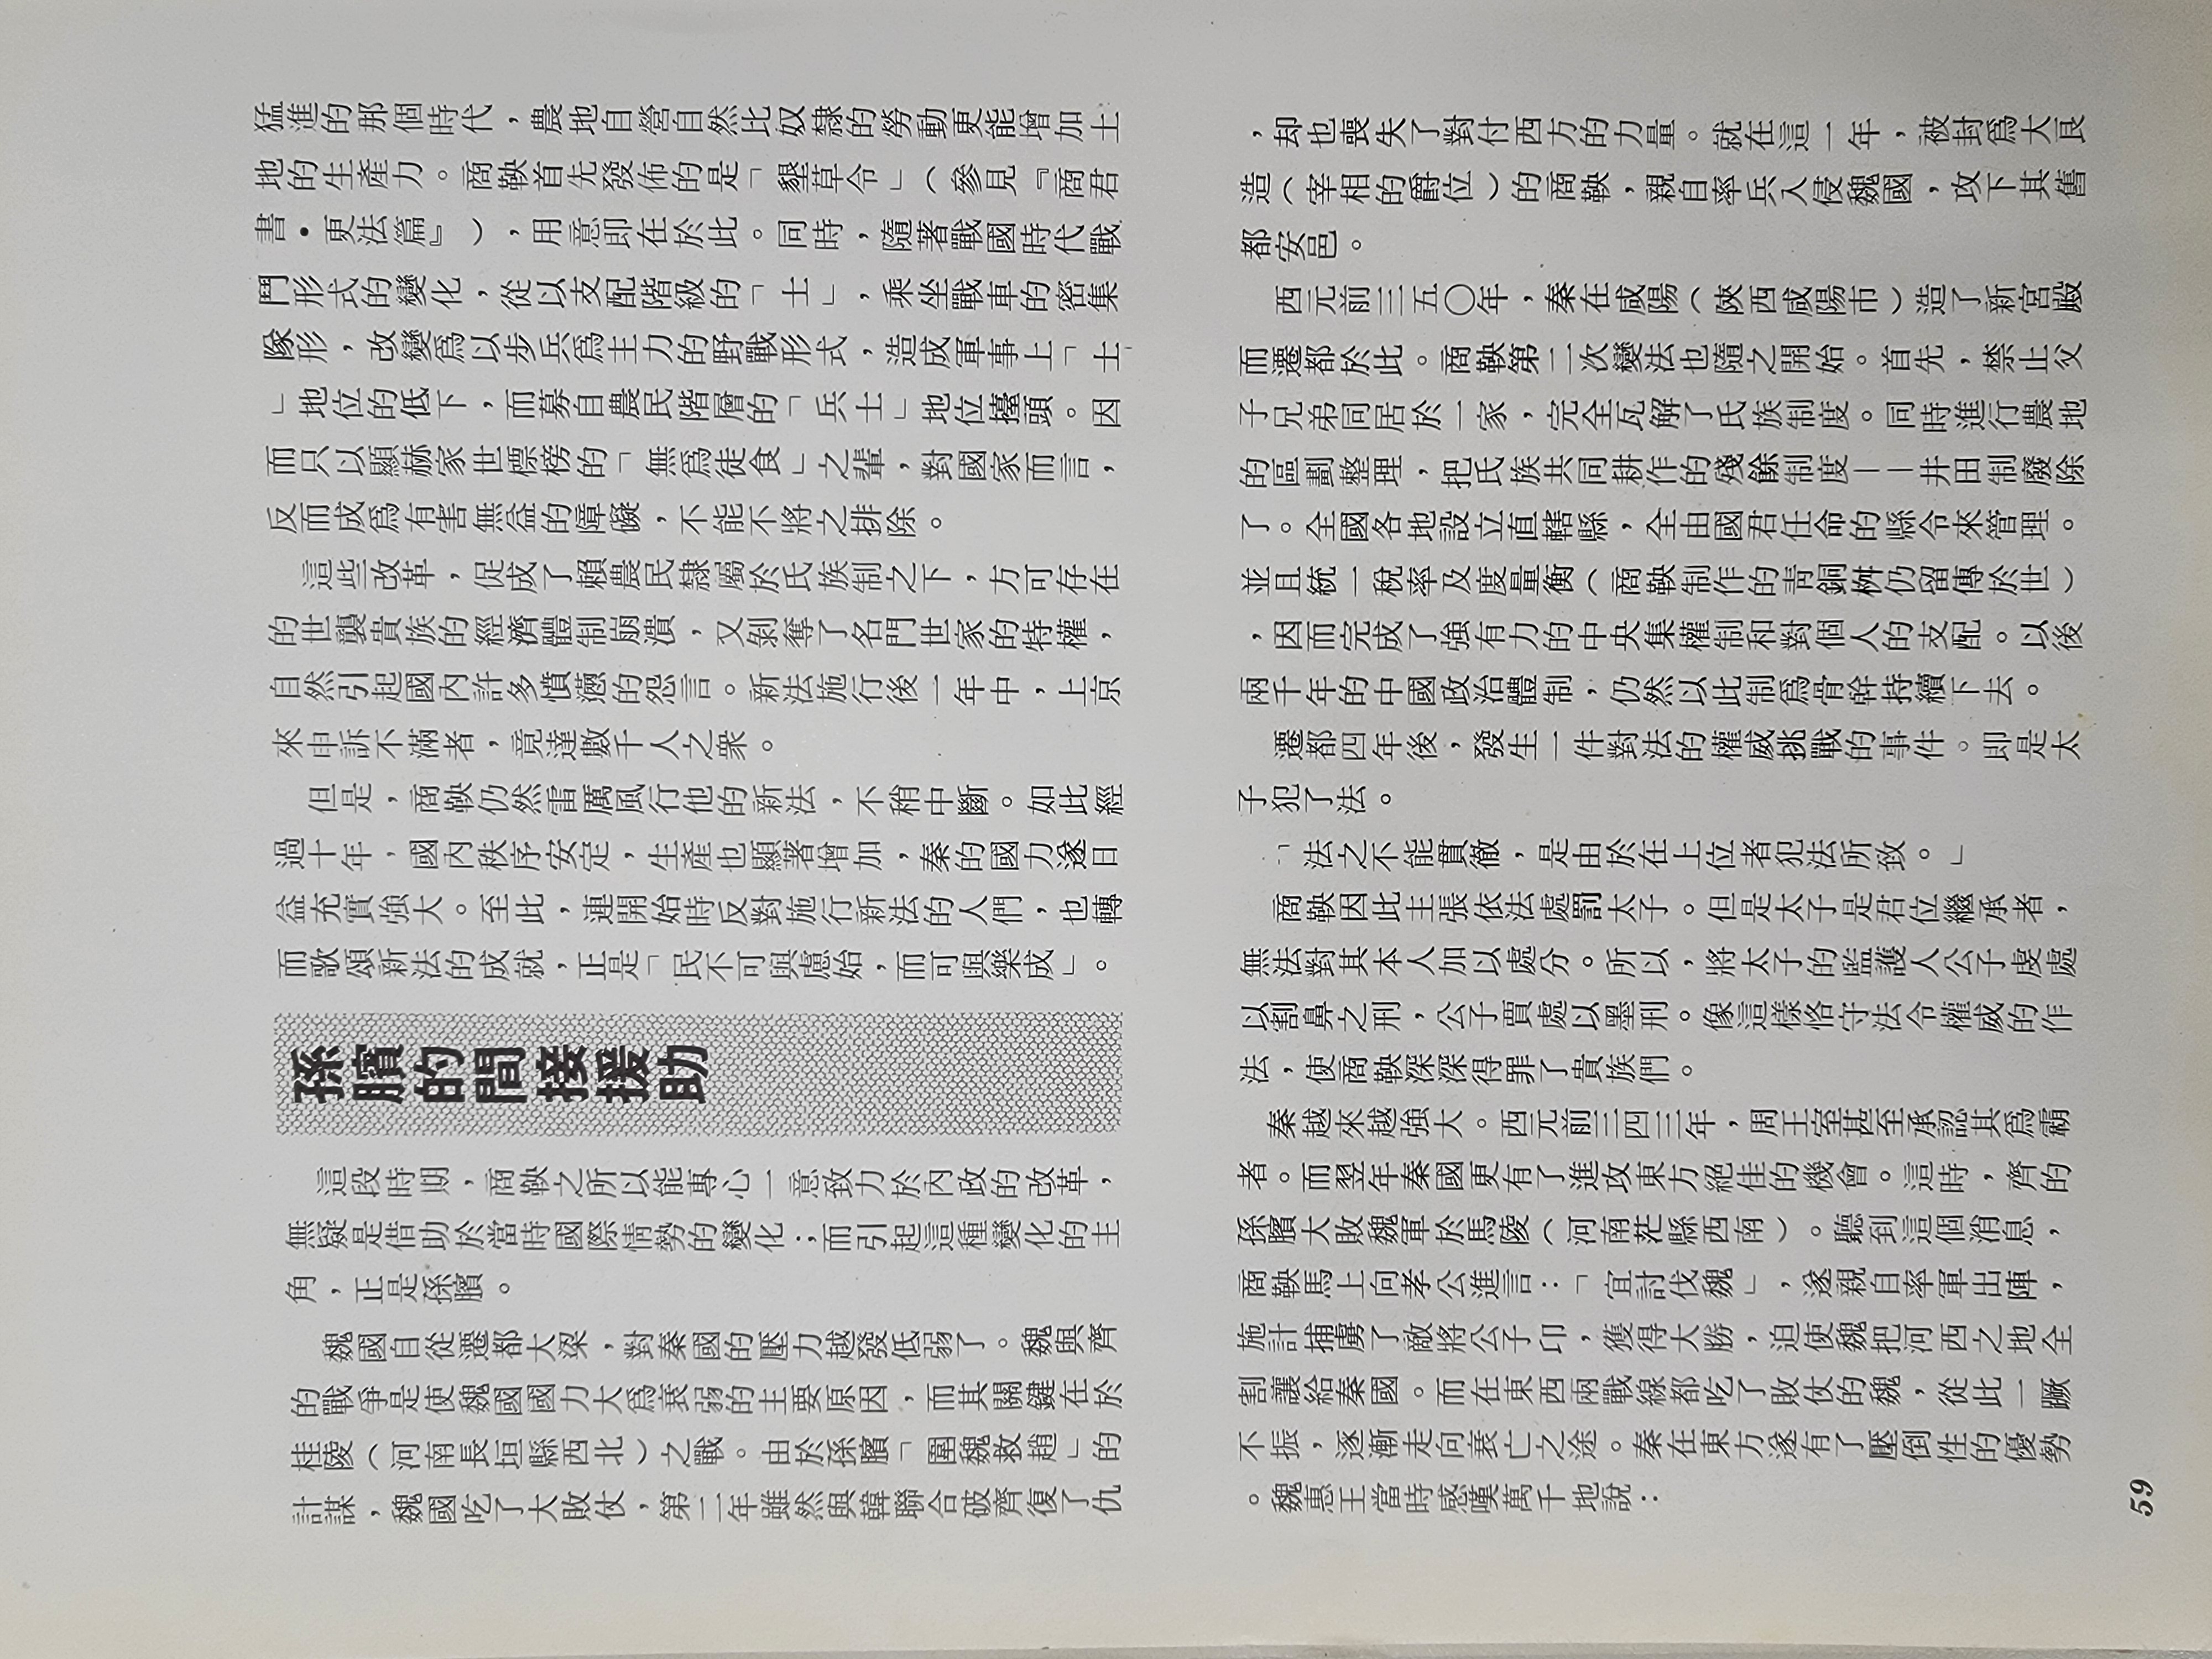 猛進的那個時代，農地自營自然比奴隸的勞動更能增加土
地的生產力。商鞅首先發佈的是「墾草令」（參見『商君
書•更法篇』），用意即在於此。同時，隨著戰國時代戰
鬥形式的變化，從以支配階級的「士」，乘坐戰車的密集
隊形，改變爲以步兵爲主力的野戰形式，造成軍事上「士
」地位的低下，而募自農民階層的「兵士」地位擡頭。因
而只以顯赫家世標榜的「無爲徒食」之輩，對國家而言，
反而成爲有害無益的障礙，不能不將之排除。
這些改革，促成了賴農民隸屬於氏族制之下，方可存在
的世襲貴族的經濟體制崩潰，又剝奪了名門世家的特權，
自然引起國內許多憤懣的怨言。新法施行後一年中，上京
來申訴不滿者，竟達數千人之衆。
但是，商鞅仍然雷厲風行他的新法，不稍中斷。如此經
過十年，國內秩序安定，生產也顯著增加，秦的國力遂日
益充實強大。至此，連開始時反對施行新法的人們，也轉
而歌頌新法的成就，正是「民不可與慮始，而可與樂成」。
孫臏的間接援助
這段時期，商鞅之所以能專心一意致力於內政的改革，
無疑是借助於當時國際情勢的變化；而引起這種變化的主
角，正是孫臏。
魏國自從遷都大梁，對秦國的壓力越發低弱了。魏與齊
的戰爭是使魏國國力大爲衰弱的主要原因，而其關鍵在於
桂陵（河南長垣縣西北）之戰。由於孫臏「圍魏救趙」的
計謀，魏國吃了大敗仗，第二年雖然與韓聯合破齊復了仇
，却也喪失了對付西方的力量。就在這一年，被封爲大良
造（宰相的爵位）的商鞅，親自率兵入侵魏國，攻下其舊
都安邑。
西元前三五〇年，秦在咸陽（陝西咸陽市）造了新宮殿
而遷都於此。商鞅第二次變法也隨之開始。首先，禁止父
子兄弟同居於一家，完全瓦解了氏族制度。同時進行農地
的區劃整理，把氏族共同耕作的殘餘制度——井田制廢除
了。全國各地設立直轄縣，全由國君任命的縣令來管理。
並且統一稅率及度量衡（商鞅制作的靑銅桝仍留傳於世）
，因而完成了強有力的中央集權制和對個人的支配。以後
兩千年的中國政治體制，仍然以此制爲骨幹持續下去。
遷都四年後，發生一件對法的權威挑戰的事件。即是太
子犯了法。
「法之不能貫徹，是由於在上位者犯法所致。」
商鞅因此主張依法處罰太子。但是太子是君位繼承者，
無法對其本人加以處分。所以，將太子的監護人公子虔處
以割鼻之刑，公子賈處以墨刑。像這樣恪守法令權威的作
法，使商鞅深深得罪了貴族們。
秦越來越強大。西元前三四三年，周王室甚至承認其爲霸
者。而翌年秦國更有了進攻東方絕佳的機會。這時，齊的
孫臏大敗魏軍於馬陵（河南茫縣西南）。聽到這個消息，
商鞅馬上向孝公進言：「宜討伐魏」，遂親自率軍出陣，
施計捕虜了敵將公子卬，獲得大勝，迫使魏把河西之地全
割讓給秦國。而在東西兩戰線都吃了敗仗的魏，從此一蹶
不振，逐漸走向衰亡之途。秦在東方遂有了壓倒性的優勢
。魏惠王當時感嘆萬千地說：
59